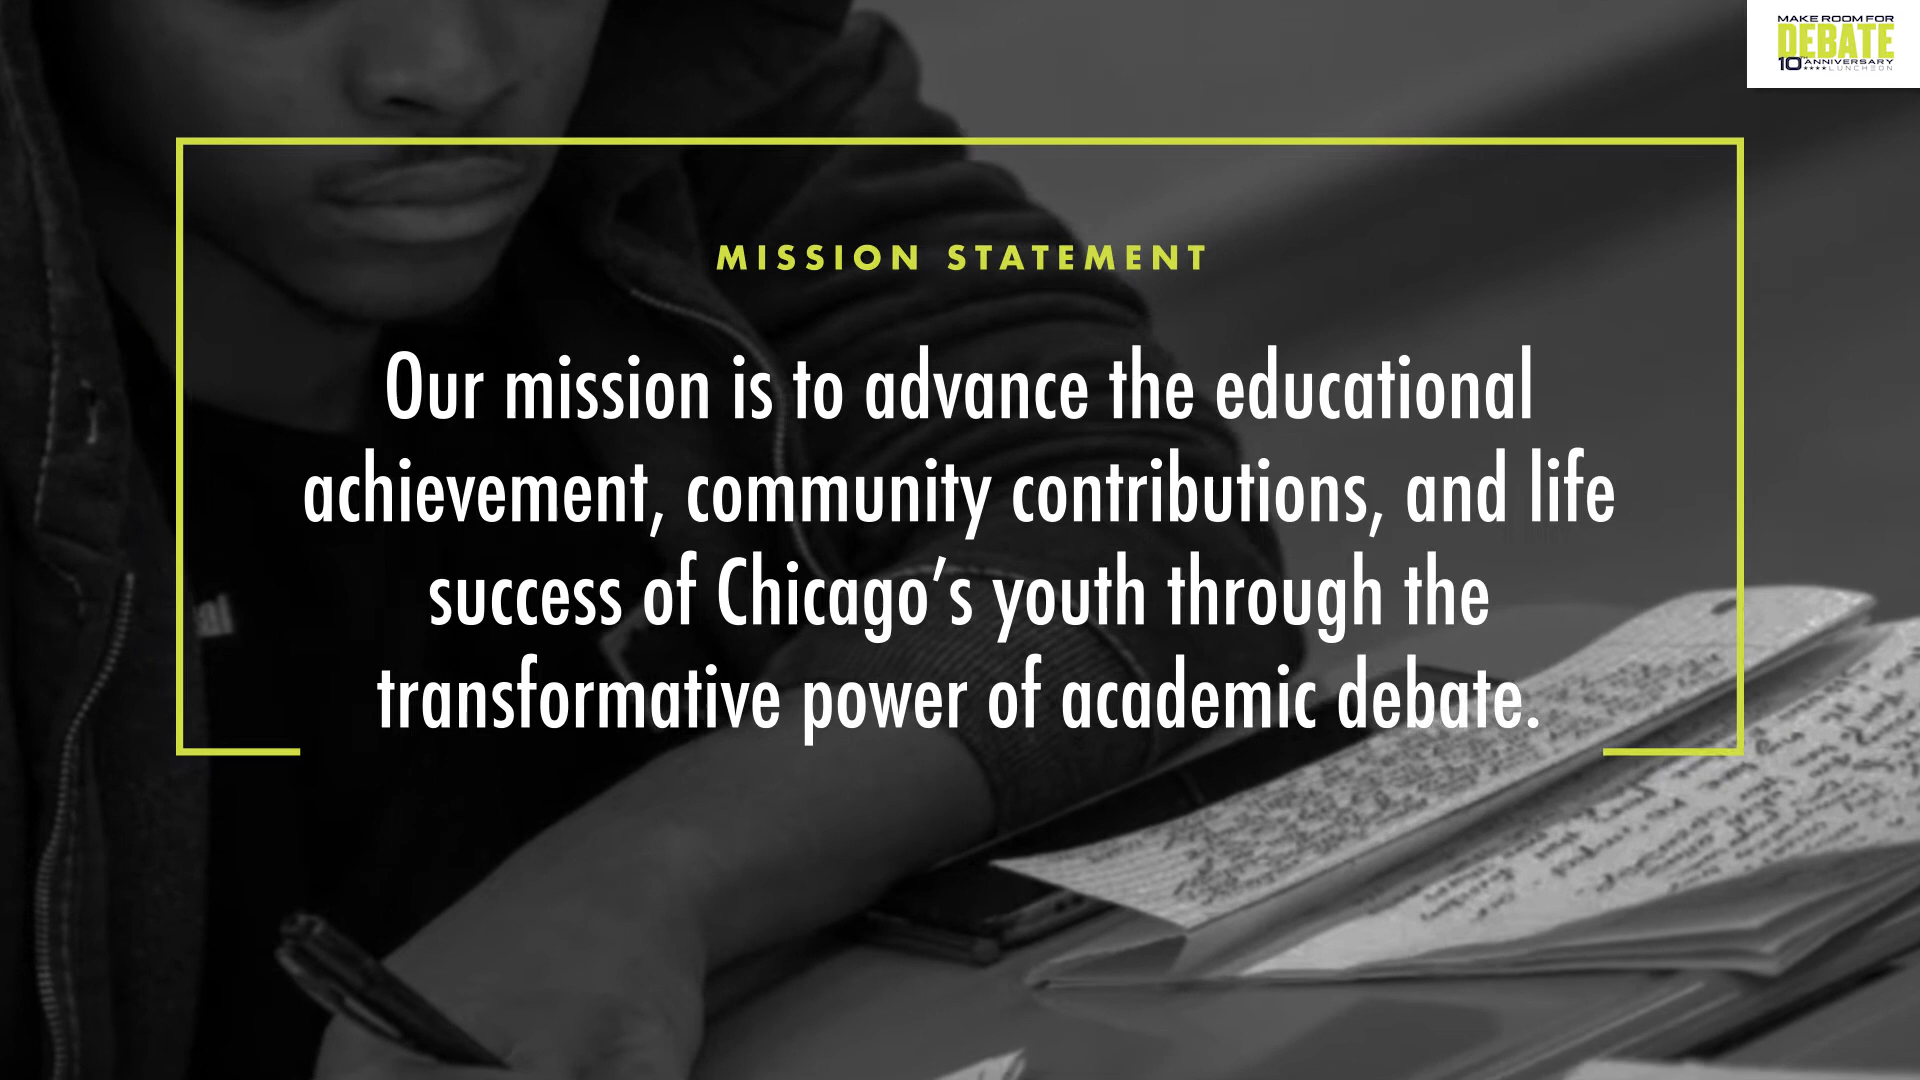 MAKE ROOM FOR
DEBATE
10 ANNIVERSARY
LUNCHEON
MISSION STATEMENT
Our mission is to advance the educational
achievement, community contributions, and life
success of Chicago’s youth through the
transformative power of academic debate.